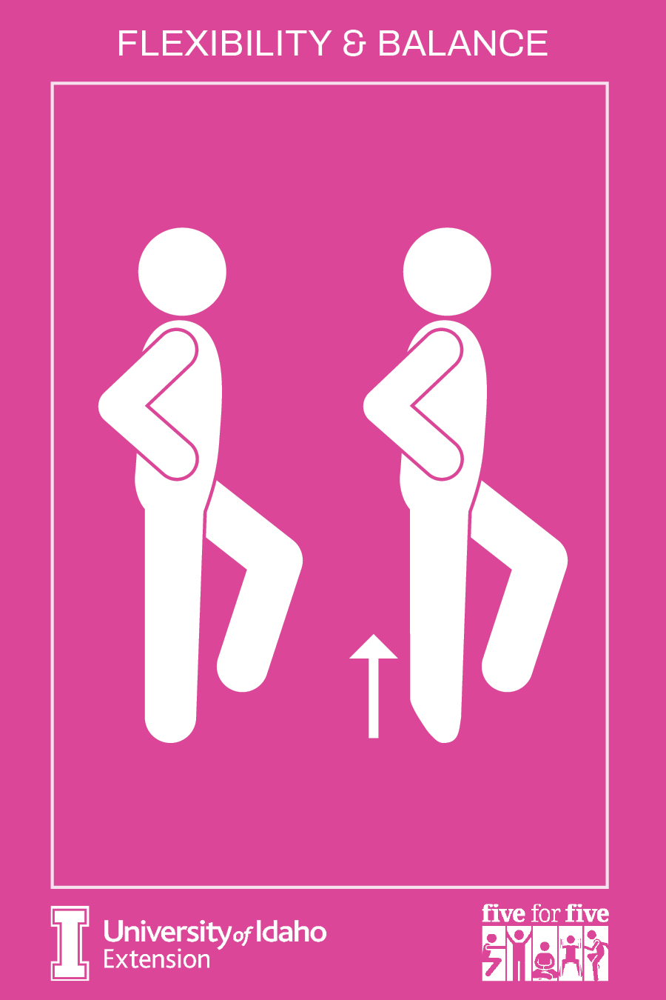 FLEXIBILITY & BALANCE
University of Idaho
Extension
five for five